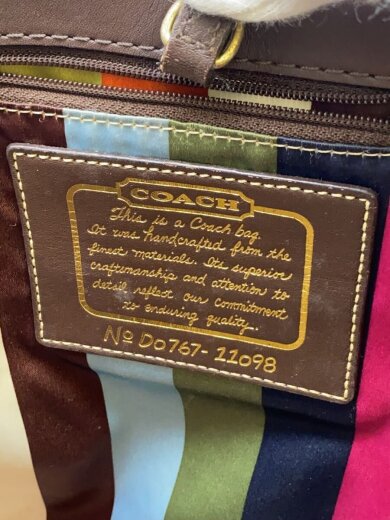 COACH
This is a Coach bag.
It was handcrafted from the
finest materials. Its superior
craftsmanship and attention to
detail reflect our commitment
to enduring quality.
Nº D0767-11098